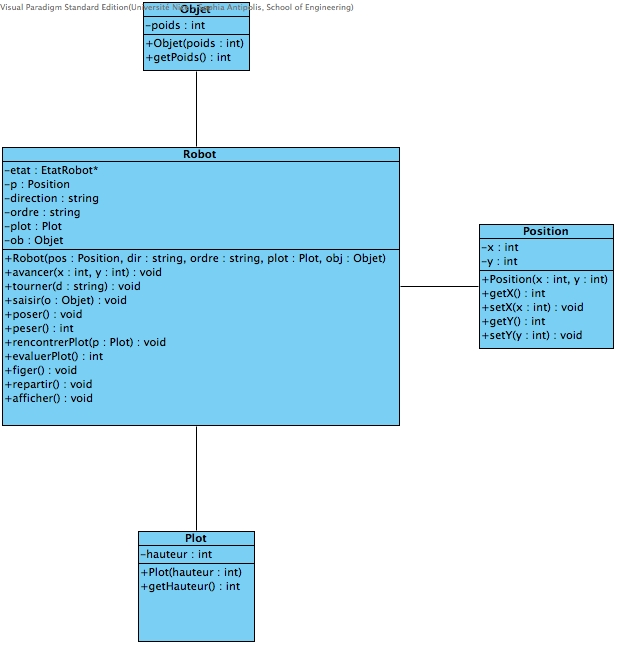 Visual Paradigm Standard Edition(Université Nice Sophia Antipolis, School of Engineering)
Objet
-poids : int
+Objet(poids : int)
+getPoids() : int
Robot
-etat : EtatRobot*
-p : Position
-direction : string
-ordre : string
-plot : Plot
-ob : Objet
+Robot(pos : Position, dir : string, ordre : string, plot : Plot, obj : Objet)
+avancer(x : int, y : int) : void
+tourner(d : string) : void
+saisir(o : Objet) : void
+poser() : void
+peser() : int
+rencontrerPlot(p : Plot) : void
+evaluerPlot() : int
+figer() : void
+repartir() : void
+afficher() : void
Position
-x : int
-y : int
+Position(x : int, y : int)
+getX() : int
+setX(x : int) : void
+getY() : int
+setY(y : int) : void
Plot
-hauteur : int
+Plot(hauteur : int)
+getHauteur() : int